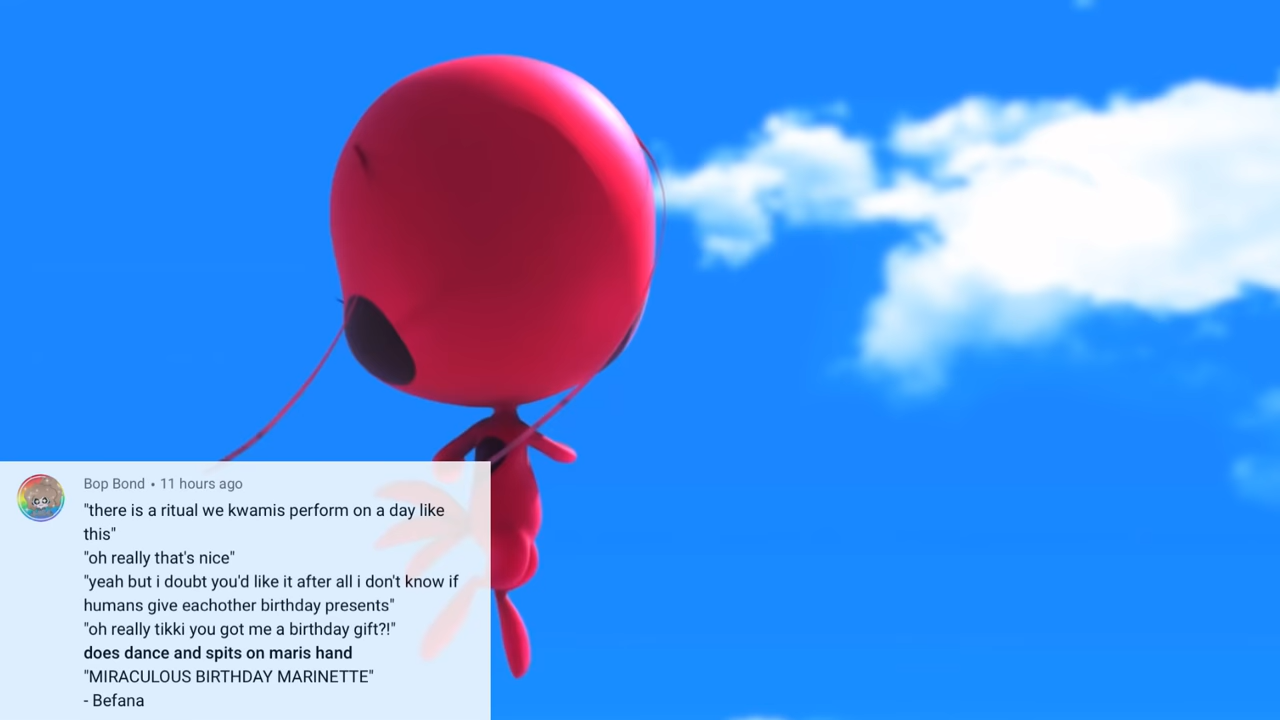 Bop Bond • 11 hours ago
"there is a ritual we kwamis perform on a day like
this"
"oh really that's nice"
"yeah but i doubt you'd like it after all i don't know if
humans give eachother birthday presents"
"oh really tikki you got me a birthday gift?!"
does dance and spits on maris hand
"MIRACULOUS BIRTHDAY MARINETTE"
- Befana